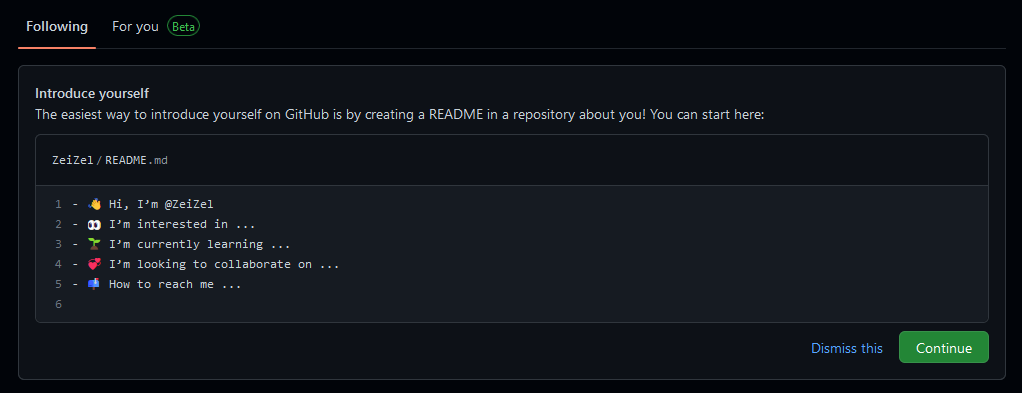 Following For you Beta
Introduce yourself
The easiest way to introduce yourself on GitHub is by creating a README in a repository about you! You can start here:
ZeiZel/README.md
1 - 👋 Hi, I’m @ZeiZel
2 - 👀 I’m interested in ...
3 - 🌱 I’m currently learning ...
4 - 💞️ I’m looking to collaborate on ...
5 - 📫 How to reach me ...
6
Dismiss this Continue